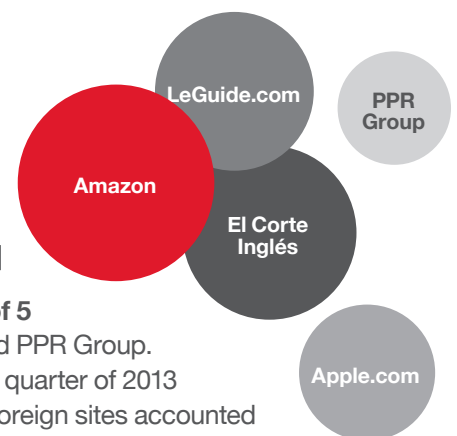 LeGuide.com
PPR
Group
Amazon
El Corte
Inglés
of 5
d PPR Group.
quarter of 2013
Apple.com
oreign sites accounted